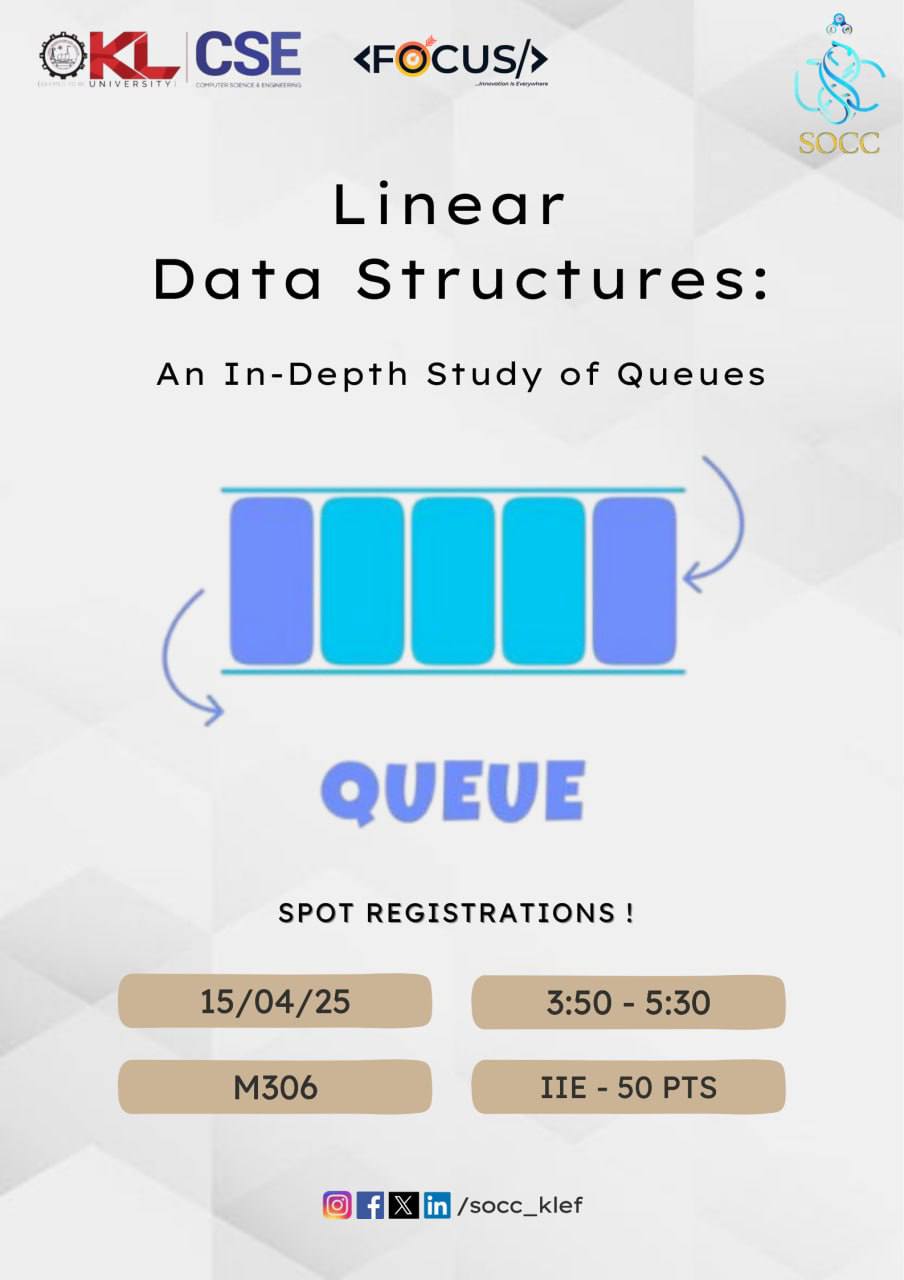 KL
UNIVERSITY
CSE
COMPUTER SCIENCE & ENGINEERING
<FOCUS/>
...Innovation is Everywhere
SOCC
Linear
Data Structures:
An In-Depth Study of Queues
QUEUE
SPOT REGISTRATIONS !
15/04/25
3:50 - 5:30
M306
IIE - 50 PTS
/socc_klef